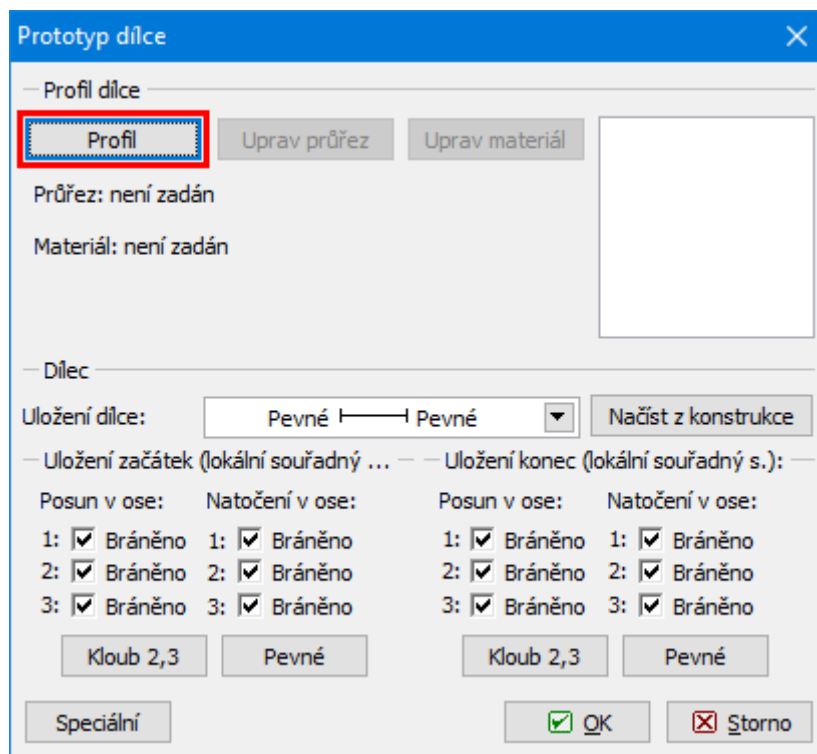 Prototyp dílce
Profil dílce
Profil Uprav průřez Uprav materiál
Průřez: není zadán
Materiál: není zadán
Dílec
Uložení dílce: Pevné Pevné Načíst z konstrukce
Uložení začátek (lokální souřadný ... Uložení konec (lokální souřadný s.):
Posun v ose: Natočení v ose: Posun v ose: Natočení v ose:
1: Bráněno 1: Bráněno 1: Bráněno 1: Bráněno
2: Bráněno 2: Bráněno 2: Bráněno 2: Bráněno
3: Bráněno 3: Bráněno 3: Bráněno 3: Bráněno
Kloub 2,3 Pevné Kloub 2,3 Pevné
Speciální OK Storno